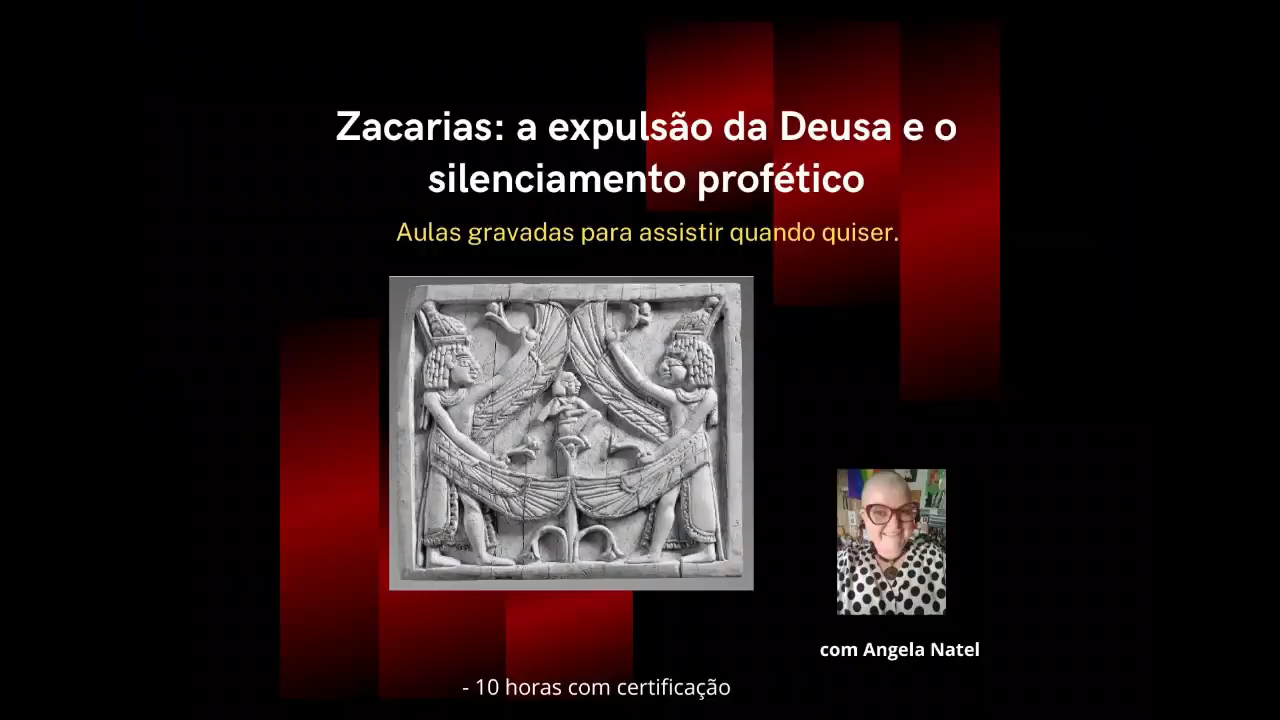 Zacarias: a expulsão da Deusa e o
silenciamento profético
Aulas gravadas para assistir quando quiser.
com Angela Natel
- 10 horas com certificação